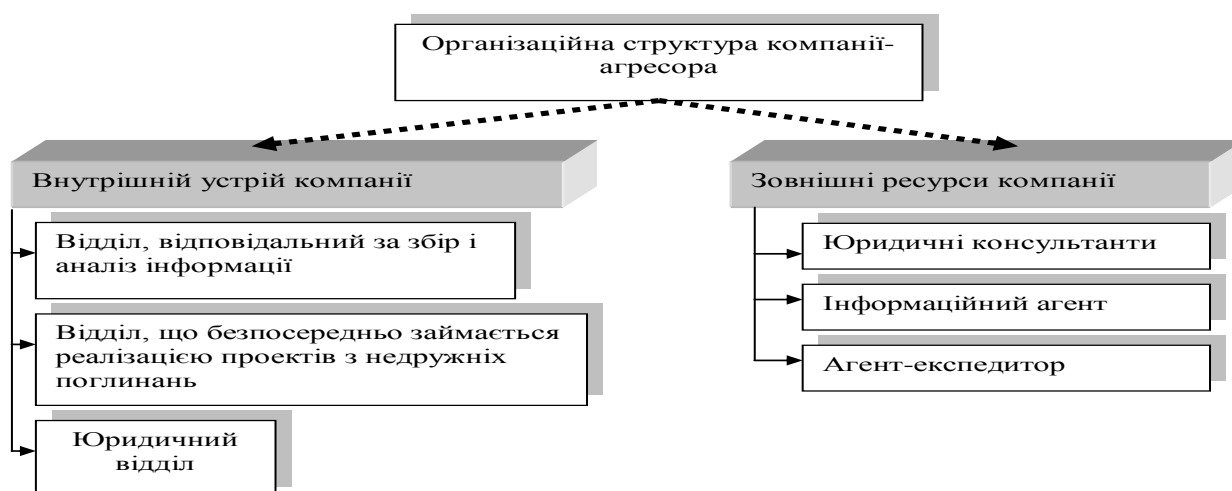 Організаційна структура компанії-
агресора
Внутрішній устрій компанії
Відділ, відповідальний за збір і
аналіз інформації
Відділ, що безпосередньо займається
реалізацією проектів з недружніх
поглинань
Юридичний
відділ
Зовнішні ресурси компанії
Юридичні консультанти
Інформаційний агент
Агент-експедитор